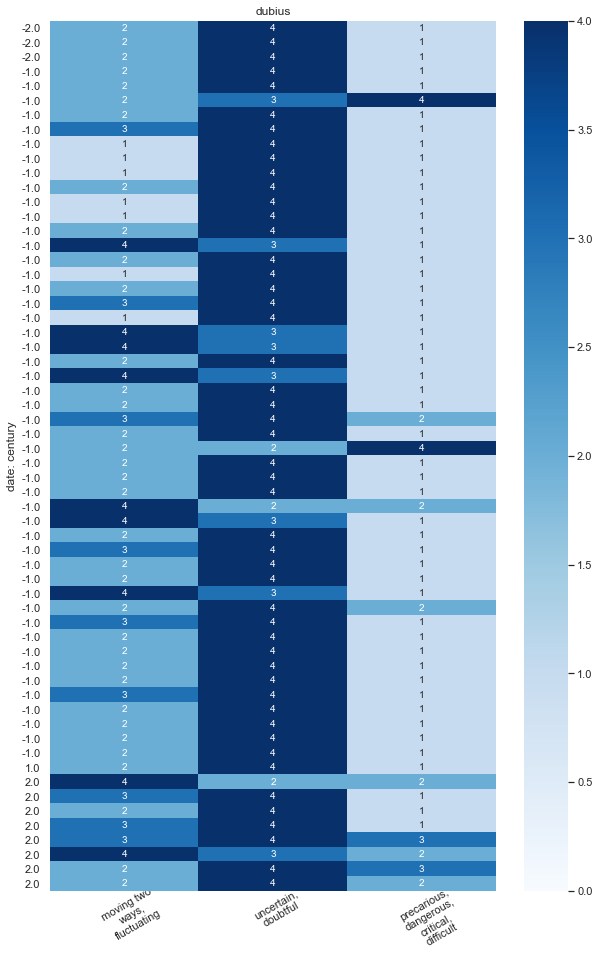 dubius
-2.0 2 4 1
-2.0 2 4 1
-2.0 2 4 1
-1.0 2 4 1
-1.0 2 4 1
-1.0 2 3 4
-1.0 2 4 1
-1.0 3 4 1
-1.0 1 4 1
-1.0 1 4 1
-1.0 1 4 1
-1.0 2 4 1
-1.0 1 4 1
-1.0 1 4 1
-1.0 2 4 1
-1.0 4 3 1
-1.0 2 4 1
-1.0 1 4 1
-1.0 2 4 1
-1.0 3 4 1
-1.0 1 4 1
-1.0 4 3 1
-1.0 4 3 1
-1.0 2 4 1
-1.0 4 3 1
-1.0 2 4 1
-1.0 2 4 1
-1.0 3 4 2
-1.0 2 4 1
-1.0 2 2 4
-1.0 2 4 1
-1.0 2 4 1
-1.0 2 4 1
-1.0 4 2 2
-1.0 4 3 1
-1.0 2 4 1
-1.0 3 4 1
-1.0 2 4 1
-1.0 2 4 1
-1.0 4 3 1
-1.0 2 4 2
-1.0 3 4 1
-1.0 2 4 1
-1.0 2 4 1
-1.0 2 4 1
-1.0 2 4 1
-1.0 3 4 1
-1.0 2 4 1
-1.0 2 4 1
-1.0 2 4 1
-1.0 2 4 1
1.0 2 4 1
2.0 4 2 2
2.0 3 4 1
2.0 2 4 1
2.0 3 4 1
2.0 3 4 3
2.0 4 3 2
2.0 2 4 3
2.0 2 4 2
date: century
moving two
ways,
fluctuating
uncertain,
doubtful
precarious,
dangerous,
critical,
difficult
4.0
3.5
3.0
2.5
2.0
1.5
1.0
0.5
0.0